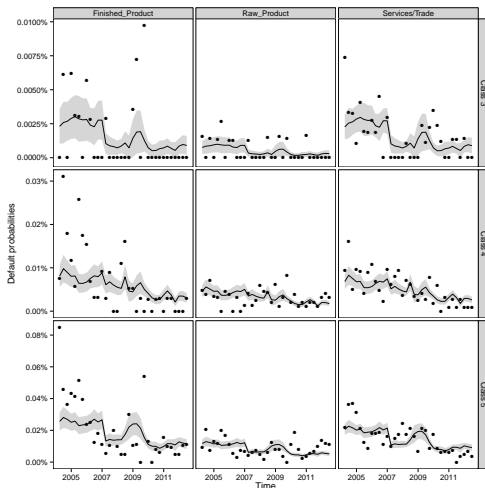 Finished_Product Raw_Product Services/Trade
0.0100%
0.0075%
0.0050%
0.0025%
0.0000%
Class 3
0.03%
0.02%
0.01%
0.00%
Class 4
0.08%
0.06%
0.04%
0.02%
0.00%
Class 5
Default probabilities
2005 2007 2009 2011 2005 2007 2009 2011 2005 2007 2009 2011
Time